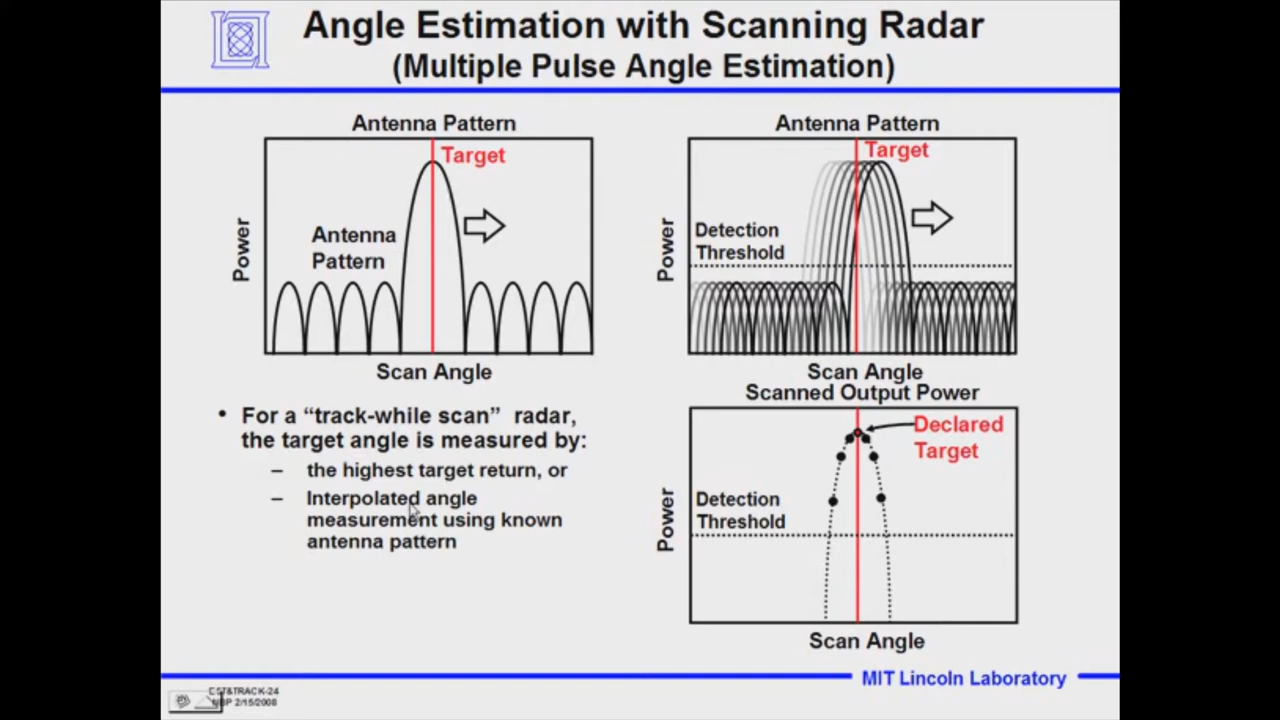 Angle Estimation with Scanning Radar
(Multiple Pulse Angle Estimation)
Antenna Pattern
Target
Antenna
Pattern
Power
Scan Angle
Antenna Pattern
Target
Detection
Threshold
Power
Scan Angle
Scanned Output Power
Declared
Target
Detection
Threshold
Power
Scan Angle
• For a “track-while scan” radar,
the target angle is measured by:
– the highest target return, or
– Interpolated angle
measurement using known
antenna pattern
MIT Lincoln Laboratory
2/15/2008